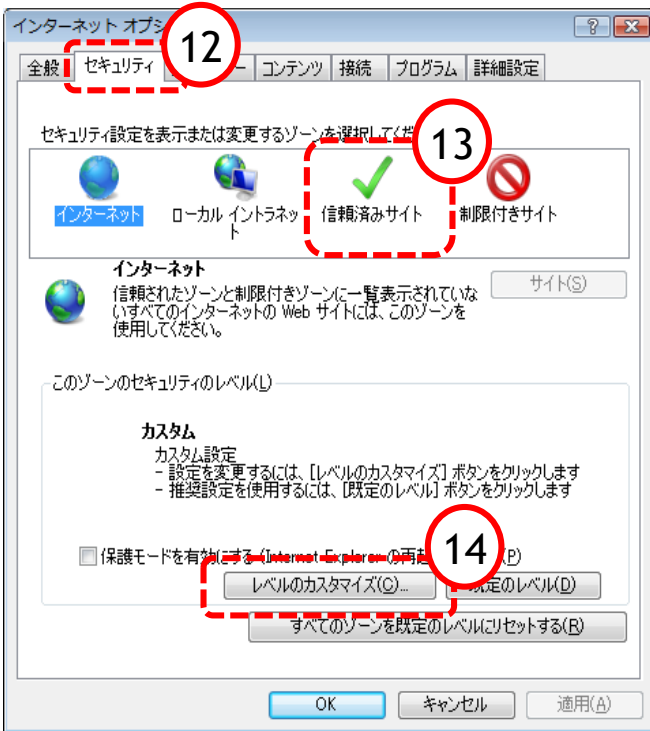 インターネット オプシ
12
全般
セキュリティ
ー
コンテンツ
接続
プログラム
詳細設定
セキュリティ設定を表示または変更するゾーンを選択してくだ
13
インターネット
ローカル イントラネッ
ト
信頼済みサイト
制限付きサイト
インターネット
サイト(S)
信頼されたゾーンと制限付きゾーンに一覧表示されていな
いすべてのインターネットの Web サイトには、このゾーンを
使用してください。
このゾーンのセキュリティのレベル(L)
カスタム
カスタム設定
- 設定を変更するには、[レベルのカスタマイズ] ボタンをクリックします
- 推奨設定を使用するには、[既定のレベル] ボタンをクリックします
14
保護モードを有効にする (Internet Explorer の再起 (P)
レベルのカスタマイズ(C)...
既定のレベル(D)
すべてのゾーンを既定のレベルにリセットする(R)
OK
キャンセル
適用(A)